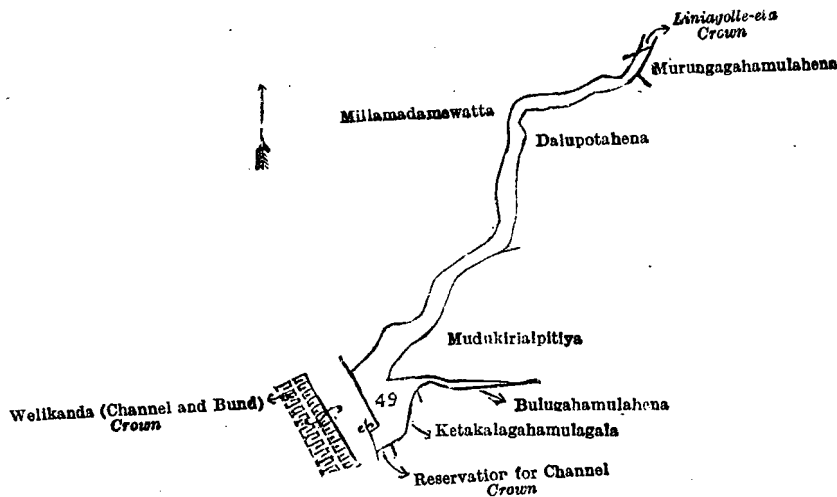 Liniagolle-ela
Crown
Murungagahamulahena
Millamadamewatta
Dalupotahena
Mudukirialpitiya
49
Welikanda (Channel and Bund)
Crown
Bulugahamulahena
Ketakalagahamulagala
Reservation for Channel
Crown